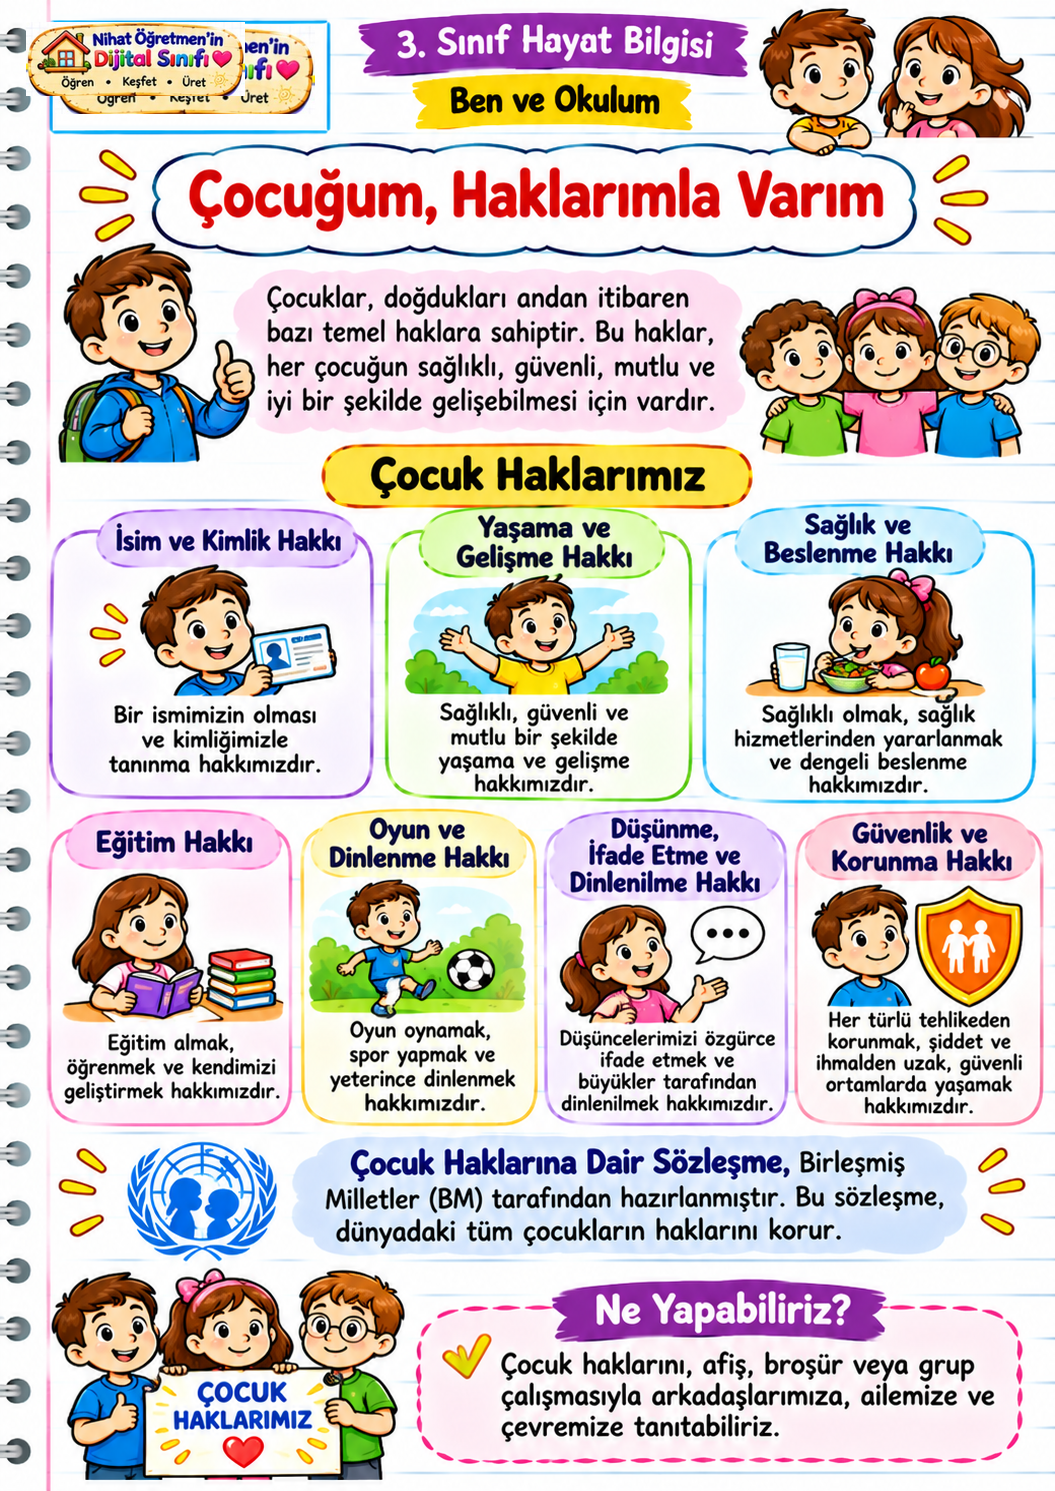 Nihat Öğretmen'in
Dijital Sınıfı
Öğren • Keşfet • Üret
en'in
ıfı
Öğren • Keşfet • Üret
3. Sınıf Hayat Bilgisi
Ben ve Okulum
Çocuğum, Haklarımla Varım
Çocuklar, doğdukları andan itibaren
bazı temel haklara sahiptir. Bu haklar,
her çocuğun sağlıklı, güvenli, mutlu ve
iyi bir şekilde gelişebilmesi için vardır.
Çocuk Haklarımız
İsim ve Kimlik Hakkı
Bir ismimizin olması
ve kimliğimizle
tanınma hakkımızdır.
Yaşama ve
Gelişme Hakkı
Sağlıklı, güvenli ve
mutlu bir şekilde
yaşama ve gelişme
hakkımızdır.
Sağlık ve
Beslenme Hakkı
Sağlıklı olmak, sağlık
hizmetlerinden yararlanmak
ve dengeli beslenme
hakkımızdır.
Eğitim Hakkı
Eğitim almak,
öğrenmek ve kendimizi
geliştirmek hakkımızdır.
Oyun ve
Dinlenme Hakkı
Oyun oynamak,
spor yapmak ve
yeterince dinlenmek
hakkımızdır.
Düşünme,
İfade Etme ve
Dinlenilme Hakkı
Düşüncelerimizi özgürce
ifade etmek ve
büyükler tarafından
dinlenilmek hakkımızdır.
Güvenlik ve
Korunma Hakkı
Her türlü tehlikeden
korunmak, şiddet ve
ihmalden uzak, güvenli
ortamlarda yaşamak
hakkımızdır.
Çocuk Haklarına Dair Sözleşme, Birleşmiş
Milletler (BM) tarafından hazırlanmıştır. Bu sözleşme,
dünyadaki tüm çocukların haklarını korur.
ÇOCUK
HAKLARIMIZ
Ne Yapabiliriz?
Çocuk haklarını, afiş, broşür veya grup
çalışmasıyla arkadaşlarımıza, ailemize ve
çevremize tanıtabiliriz.